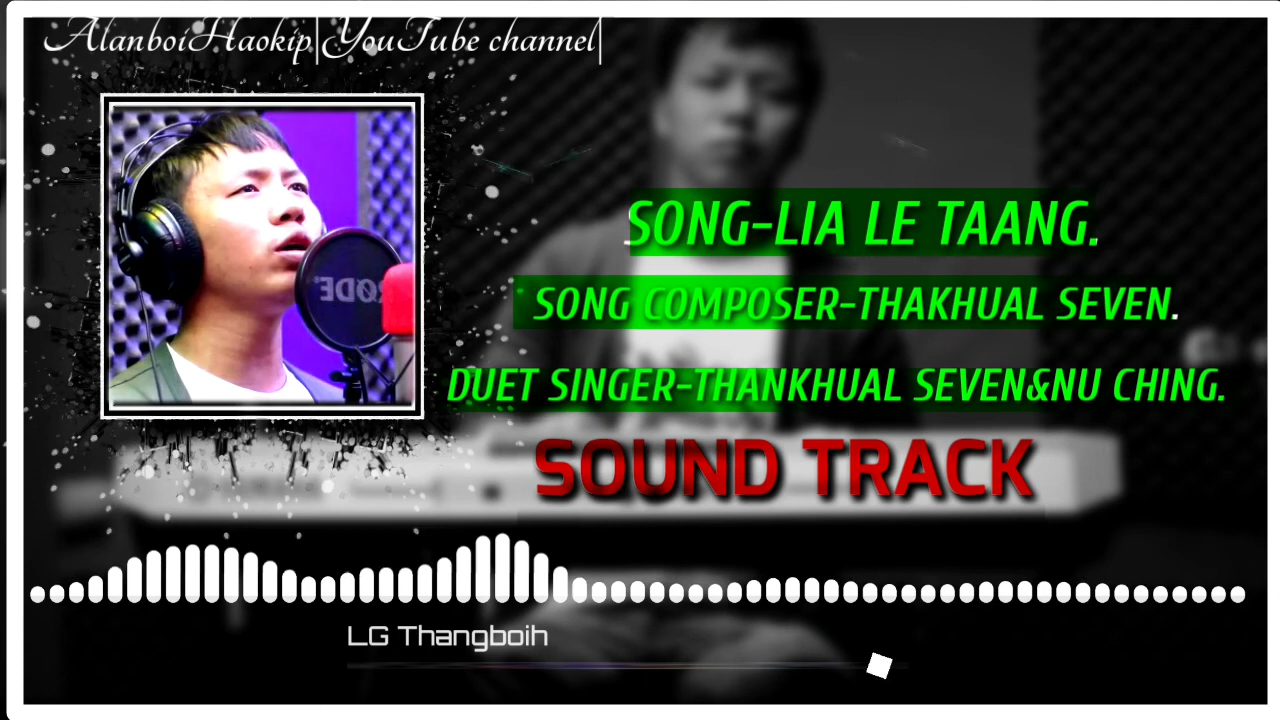 AlanboiHaokip|YouTube channel|
RØDE.
SONG-LIA LE TAANG.
SONG COMPOSER-THAKHUAL SEVEN.
DUET SINGER-THANKHUAL SEVEN&NU CHING.
SOUND TRACK
LG Thangboih